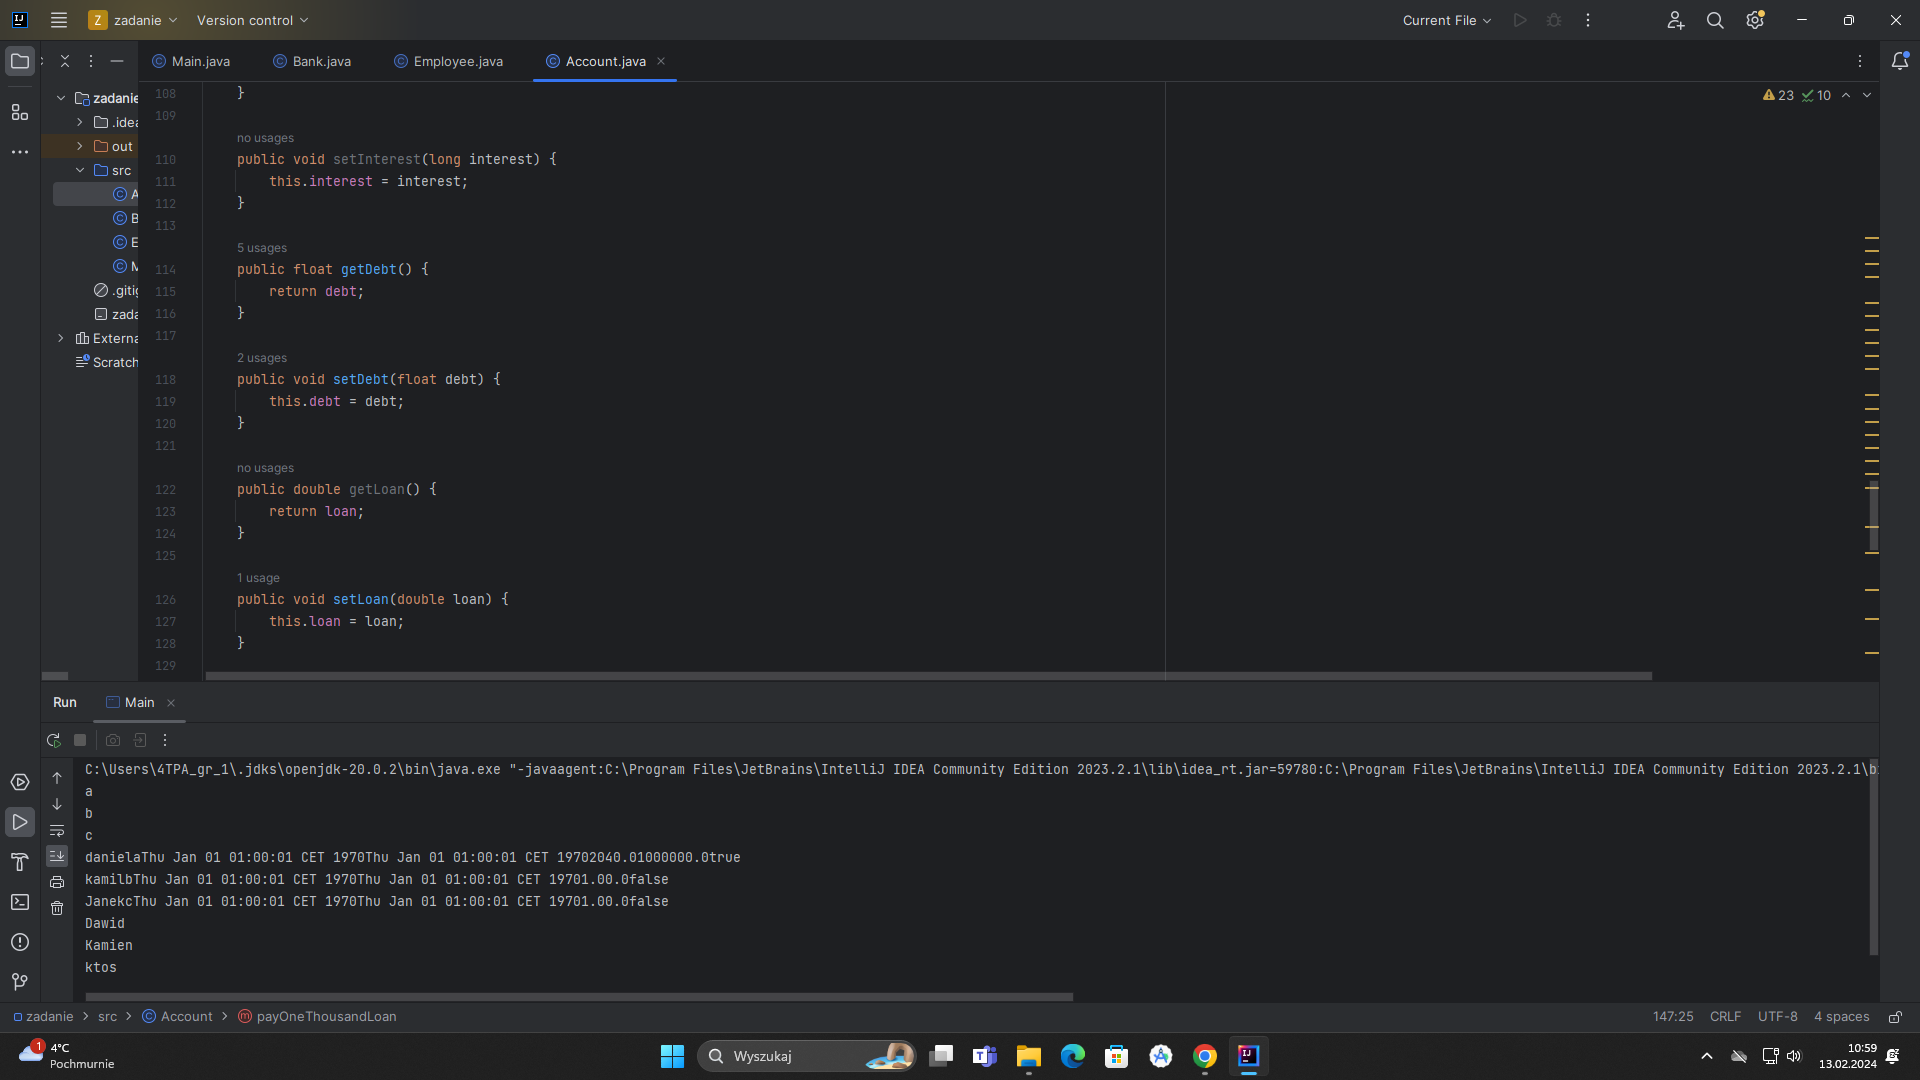 Z zadanie Version control Current File
Main.java Bank.java Employee.java Account.java
zadanie
.idea
out
src
A
B
E
M
.gitig
zada
Externa
Scratch
23 10
108 }
109
no usages
110 public void setInterest(long interest) {
111 this.interest = interest;
112 }
113
5 usages
114 public float getDebt() {
115 return debt;
116 }
117
2 usages
118 public void setDebt(float debt) {
119 this.debt = debt;
120 }
121
no usages
122 public double getLoan() {
123 return loan;
124 }
125
1 usage
126 public void setLoan(double loan) {
127 this.loan = loan;
128 }
129
Run Main
C:\Users\4TPA_gr_1\.jdks\openjdk-20.0.2\bin\java.exe "-javaagent:C:\Program Files\JetBrains\IntelliJ IDEA Community Edition 2023.2.1\lib\idea_rt.jar=59780:C:\Program Files\JetBrains\IntelliJ IDEA Community Edition 2023.2.1\b
a
b
c
danielaThu Jan 01 01:00:01 CET 1970Thu Jan 01 01:00:01 CET 19702040.01000000.0true
kamilbThu Jan 01 01:00:01 CET 1970Thu Jan 01 01:00:01 CET 19701.00.0false
JanekcThu Jan 01 01:00:01 CET 1970Thu Jan 01 01:00:01 CET 19701.00.0false
Dawid
Kamien
ktos
zadanie > src > Account > payOneThousandLoan 147:25 CRLF UTF-8 4 spaces
1 4°C
Pochmurnie
Wyszukaj
10:59
13.02.2024